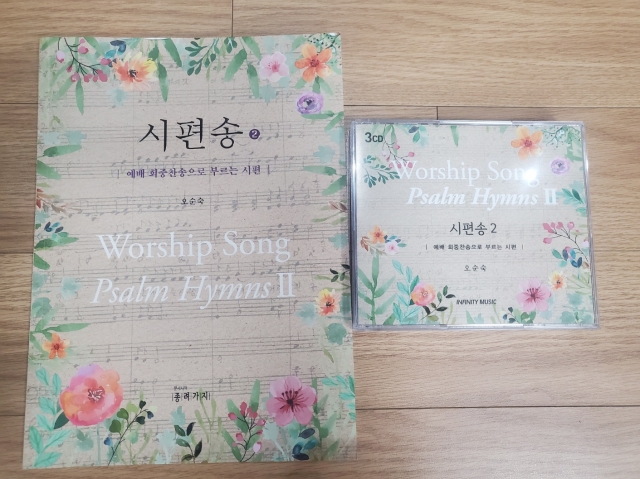 시편송 2
예배 회중찬송으로 부르는 시편
오순숙
Worship Song
Psalm Hymns II
종려가지
3CD
Worship Song
Psalm Hymns II
시편송 2
예배 회중찬송으로 부르는 시편
오순숙
INFINITY MUSIC